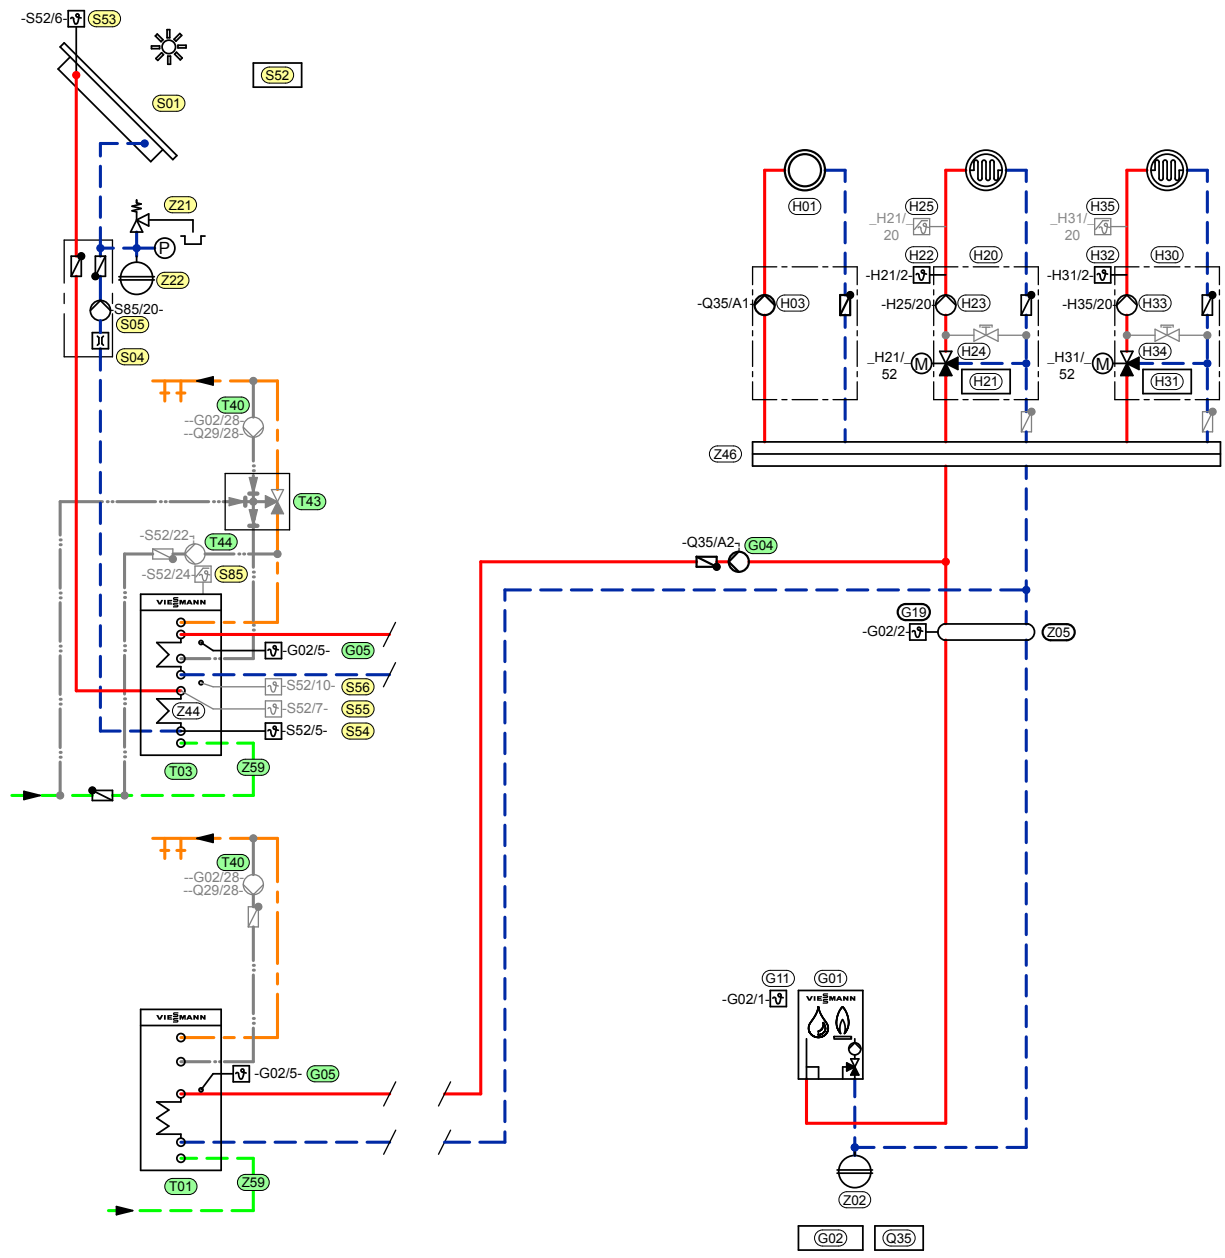 -S52/6- S53
S52
S01
Z21
P
Z22
-S85/20-
S05
S04
T40
--G02/28-
--Q29/28-
T43
-S52/22-
T44
-S52/24- S85
VIESMANN
-G02/5- G05
-S52/10- S56
-S52/7- S55
Z44
-S52/5- S54
T03
Z59
T40
--G02/28-
--Q29/28-
VIESMANN
-G02/5- G05
T01
Z59
H01
_H21/_ H25
20
_H31/_ H35
20
H22 H20
-H21/2-
H32 H30
-H31/2-
-Q35/A1- H03
-H25/20- H23
-H35/20- H33
_H21/_ M H24
52
H21
_H31/_ M H34
52
H31
Z46
-Q35/A2- G04
G19
-G02/2- Z05
G11 G01
-G02/1-
VIESMANN
Z02
G02 Q35